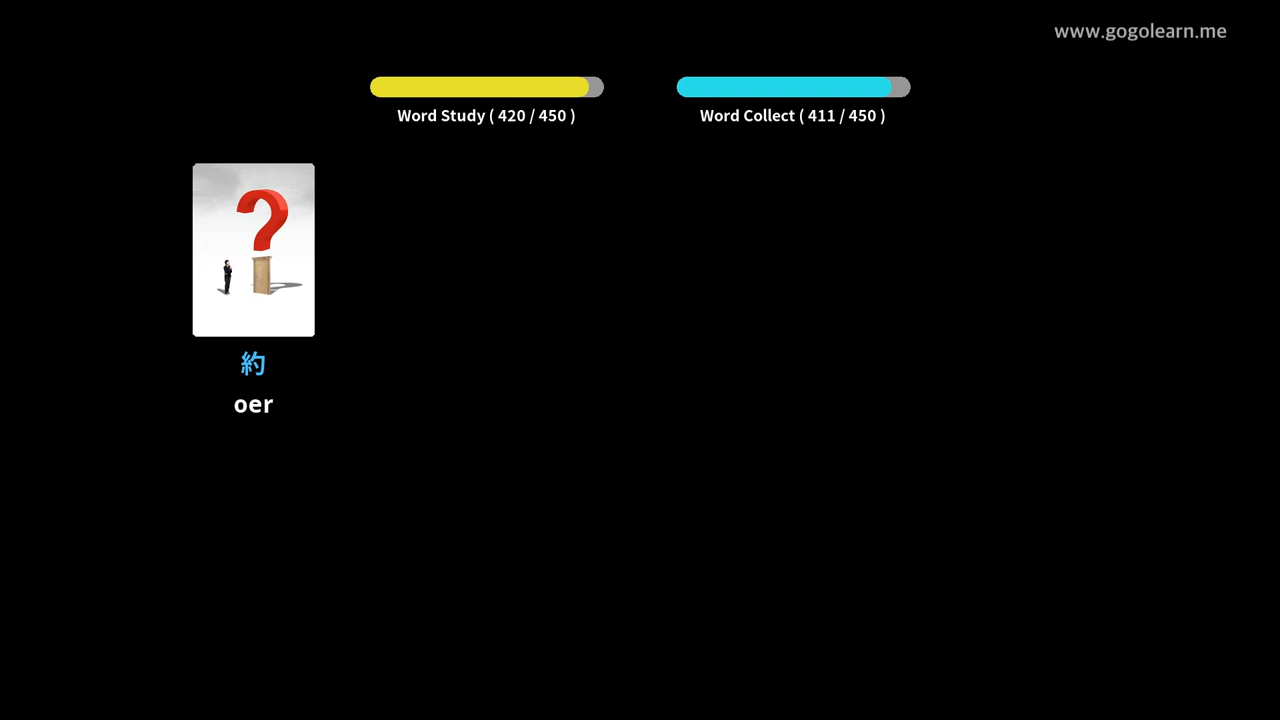 www.gogolearn.me
Word Study ( 420 / 450 )
Word Collect ( 411 / 450 )
?
約
oer